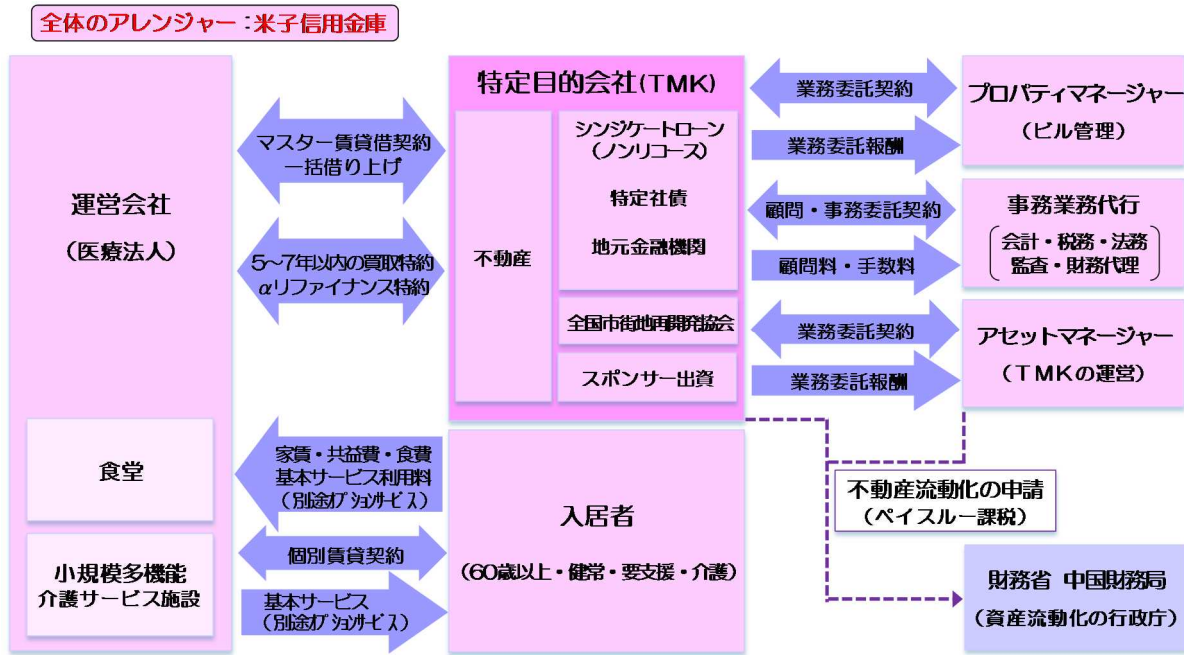 全体のアレンジャー：米子信用金庫
運営会社
（医療法人）
食堂
小規模多機能
介護サービス施設
マスター賃貸借契約
一括借り上げ
5～7年以内の買取特約
αリファイナンス特約
家賃・共益費・食費
基本サービス利用料
（別途ｵﾌﾟｼｮﾝｻｰﾋﾞｽ）
個別賃貸契約
基本サービス
（別途ｵﾌﾟｼｮﾝｻｰﾋﾞｽ）
特定目的会社(TMK)
不動産
シンジケートローン
（ノンリコース）
特定社債
地元金融機関
全国市街地再開発協会
スポンサー出資
入居者
（60歳以上・健常・要支援・介護）
業務委託契約
業務委託報酬
顧問・事務委託契約
顧問料・手数料
業務委託契約
業務委託報酬
プロパティマネージャー
（ビル管理）
事務業務代行
会計・税務・法務
監査・財務代理
アセットマネージャー
（TMKの運営）
不動産流動化の申請
（ペイスルー課税）
財務省 中国財務局
（資産流動化の行政庁）